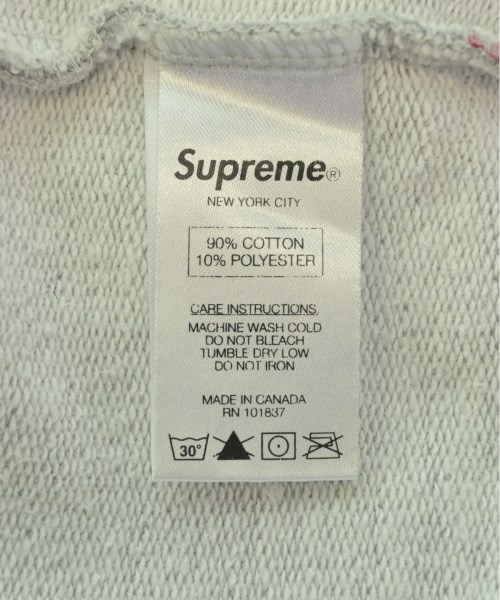 Supreme®
NEW YORK CITY
90% COTTON
10% POLYESTER
CARE INSTRUCTIONS
MACHINE WASH COLD
DO NOT BLEACH
TUMBLE DRY LOW
DO NOT IRON
MADE IN CANADA
RN 101837
30°